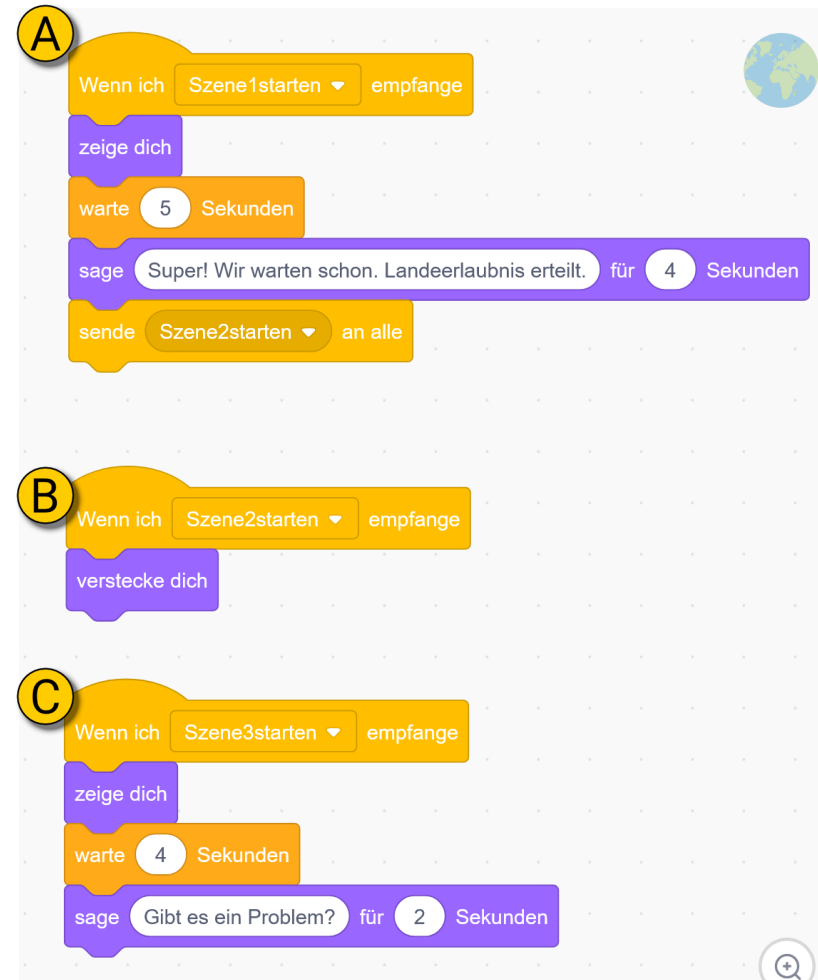 A
Wenn ich Szene1starten empfange
zeige dich
warte 5 Sekunden
sage Super! Wir warten schon. Landeerlaubnis erteilt. für 4 Sekunden
sende Szene2starten an alle
B
Wenn ich Szene2starten empfange
verstecke dich
C
Wenn ich Szene3starten empfange
zeige dich
warte 4 Sekunden
sage Gibt es ein Problem? für 2 Sekunden